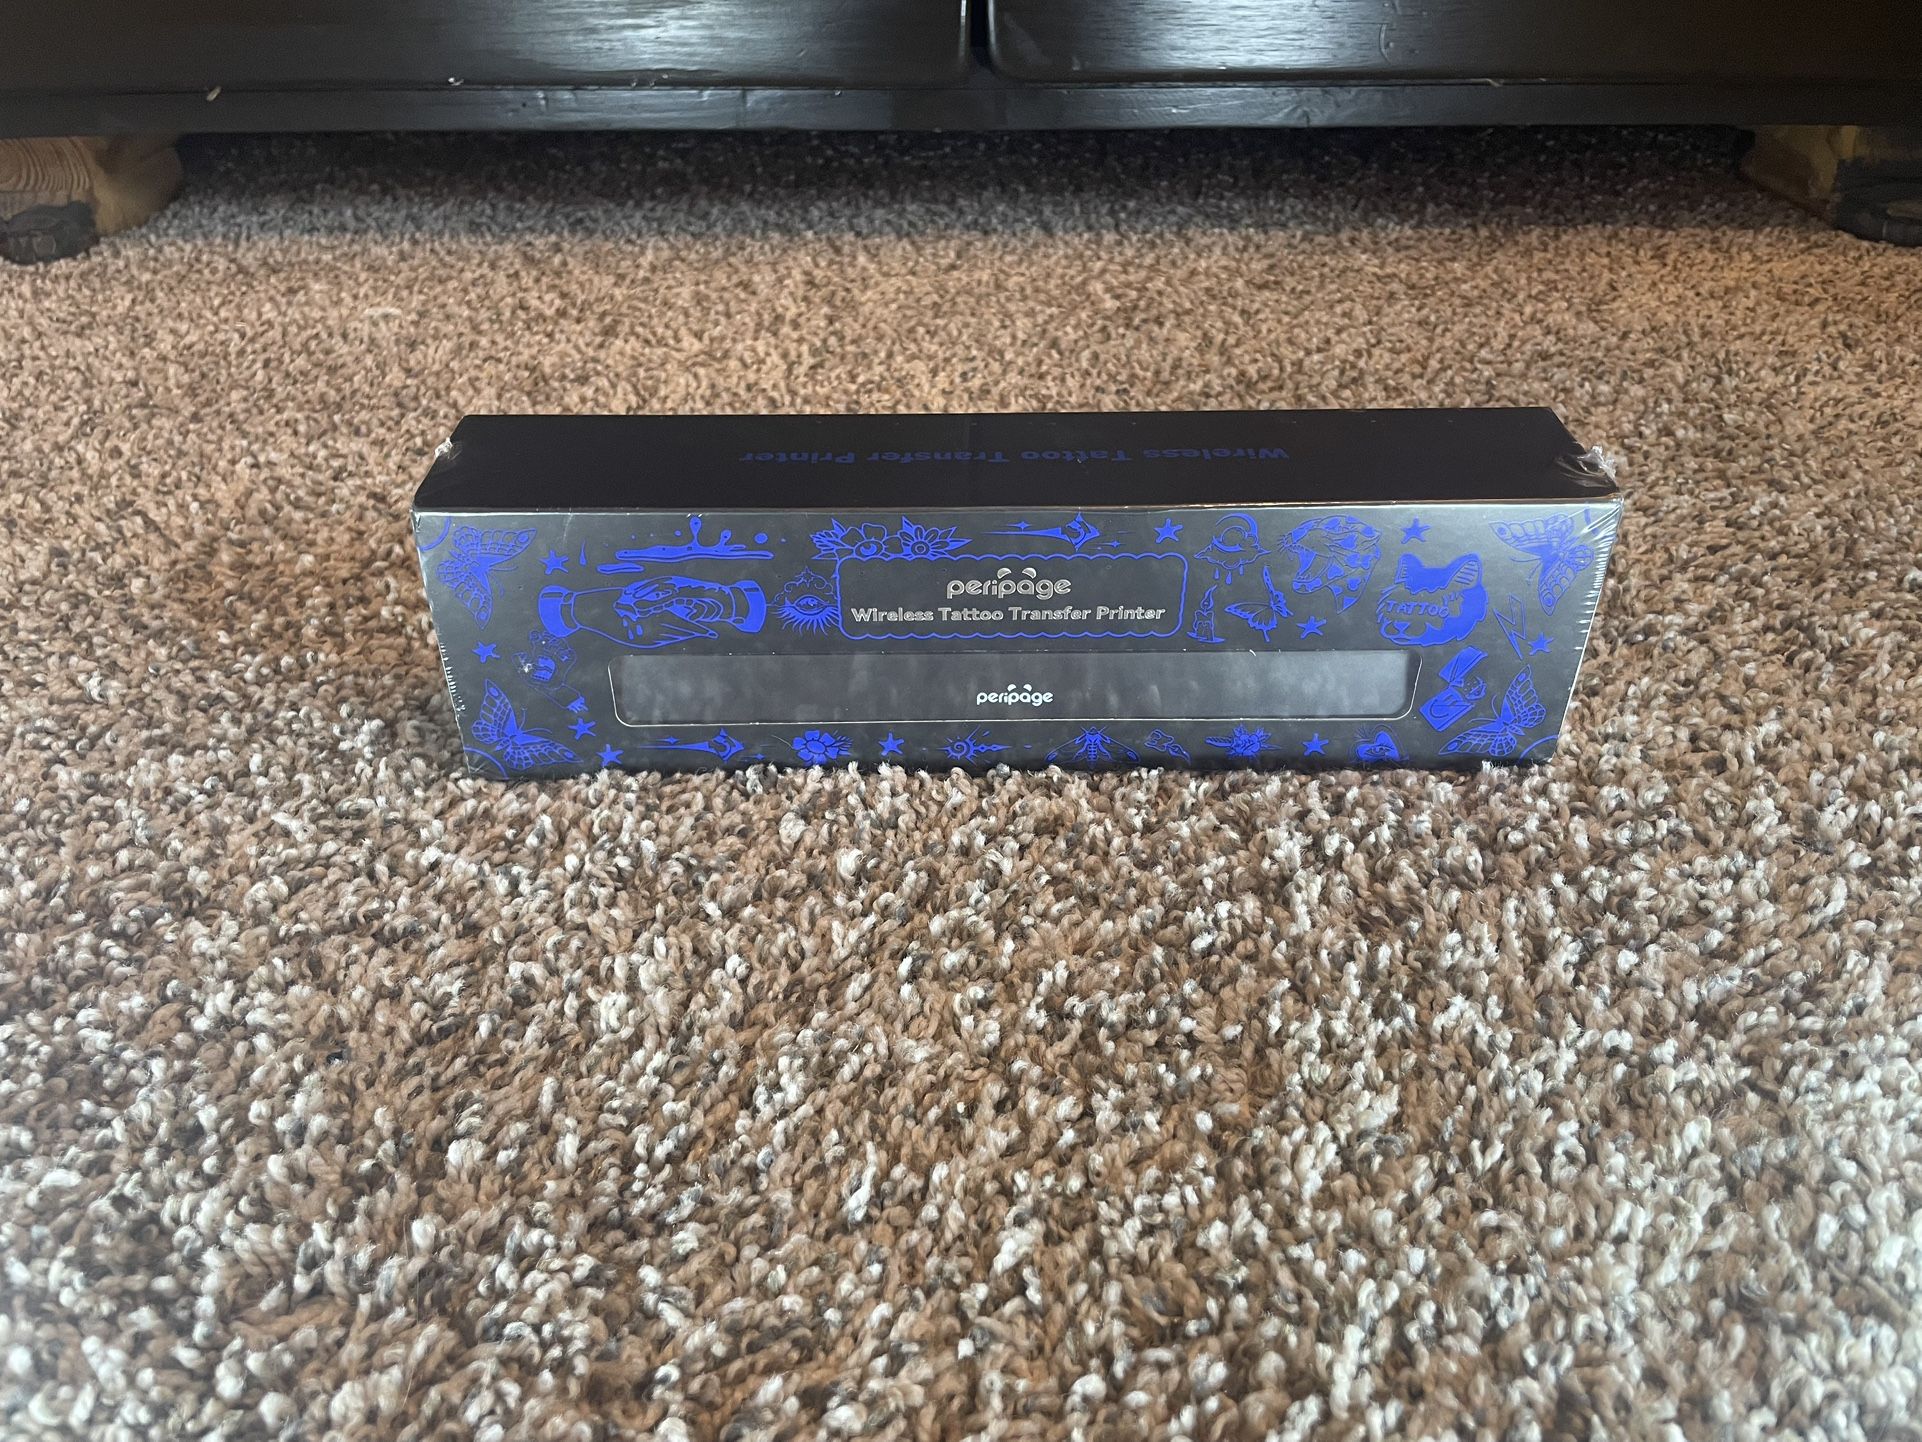 Wireless Tattoo Transfer Printer
peripage
Wireless Tattoo Transfer Printer
TATTOO
peripage